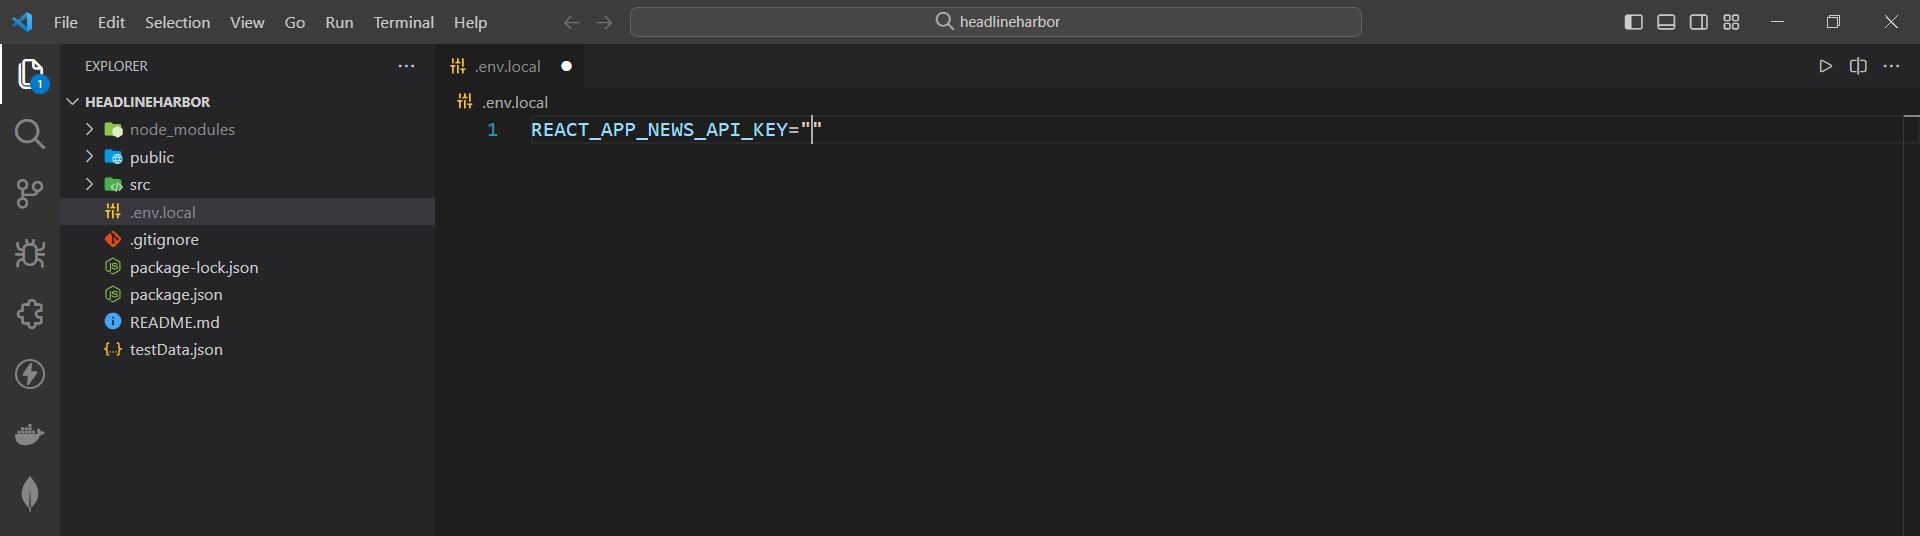 File Edit Selection View Go Run Terminal Help
headlineharbor
EXPLORER
1
HEADLINEHARBOR
node_modules
public
src
.env.local
.gitignore
package-lock.json
package.json
README.md
testData.json
.env.local
.env.local
1 REACT_APP_NEWS_API_KEY=""